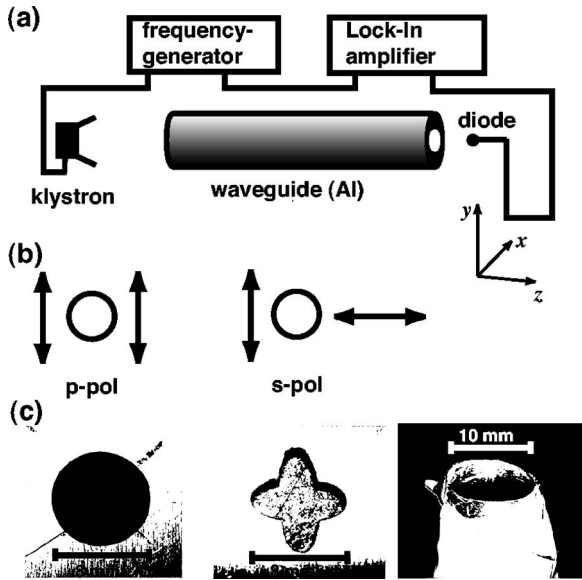 (a)
frequency-
generator
Lock-In
amplifier
diode
klystron
waveguide (Al)
y
x
z
(b)
p-pol
s-pol
(c)
10 mm